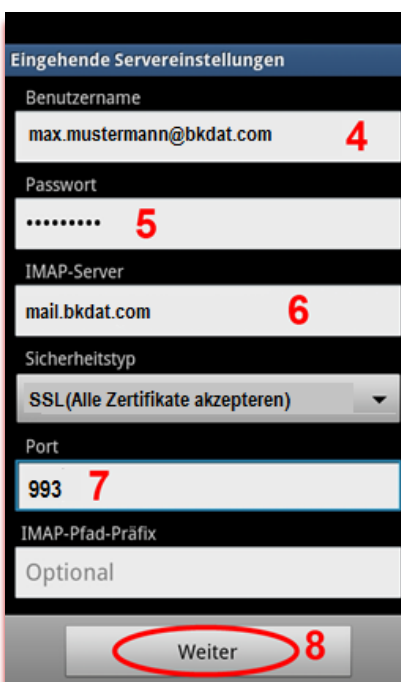 Eingehende Servereinstellungen
Benutzername
max.mustermann@bkdat.com 4
Passwort
••••••••• 5
IMAP-Server
mail.bkdat.com 6
Sicherheitstyp
SSL(Alle Zertifikate akzepteren)
Port
993 7
IMAP-Pfad-Präfix
Optional
Weiter 8